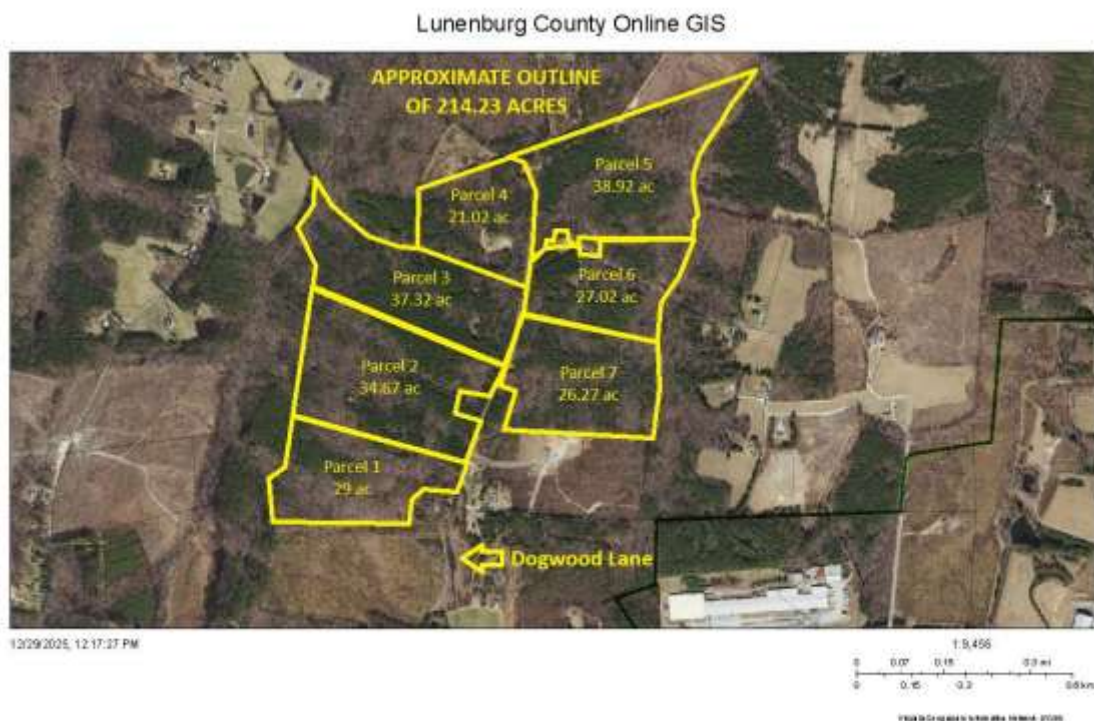 Lunenburg County Online GIS
APPROXIMATE OUTLINE
OF 214.23 ACRES
Parcel 5
38.92 ac
Parcel 4
21.02 ac
Parcel 3
37.32 ac
Parcel 6
27.02 ac
Parcel 2
34.67 ac
Parcel 7
26.27 ac
Parcel 1
29 ac
Dogwood Lane
12/29/2025, 12:17:27 PM
1:9,456
0 0.07 0.15 0.3 mi
0 0.15 0.3 0.6 km